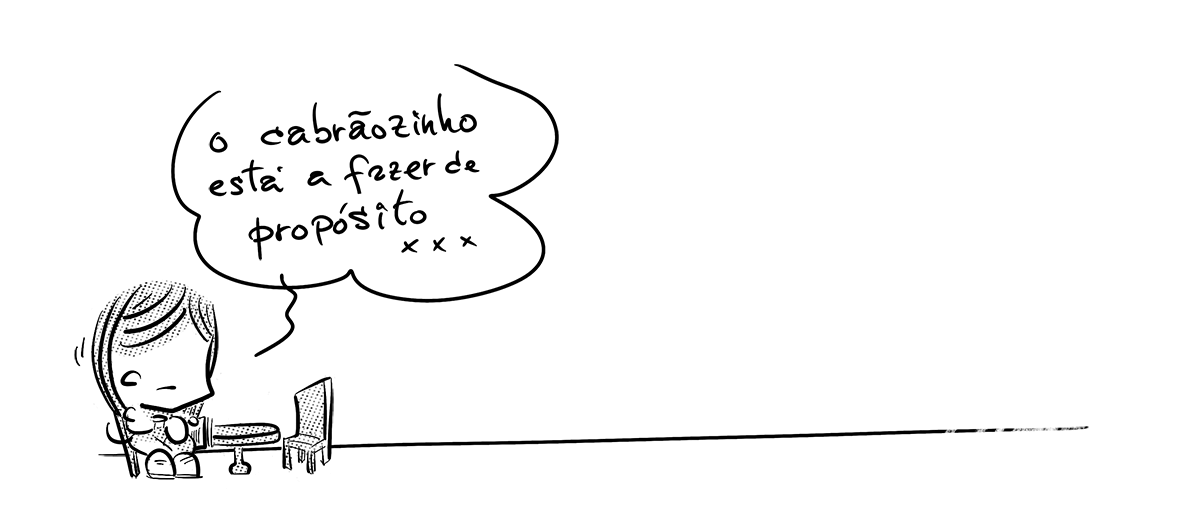 o cabrãozinho
está a fazer de
propósito
x x x